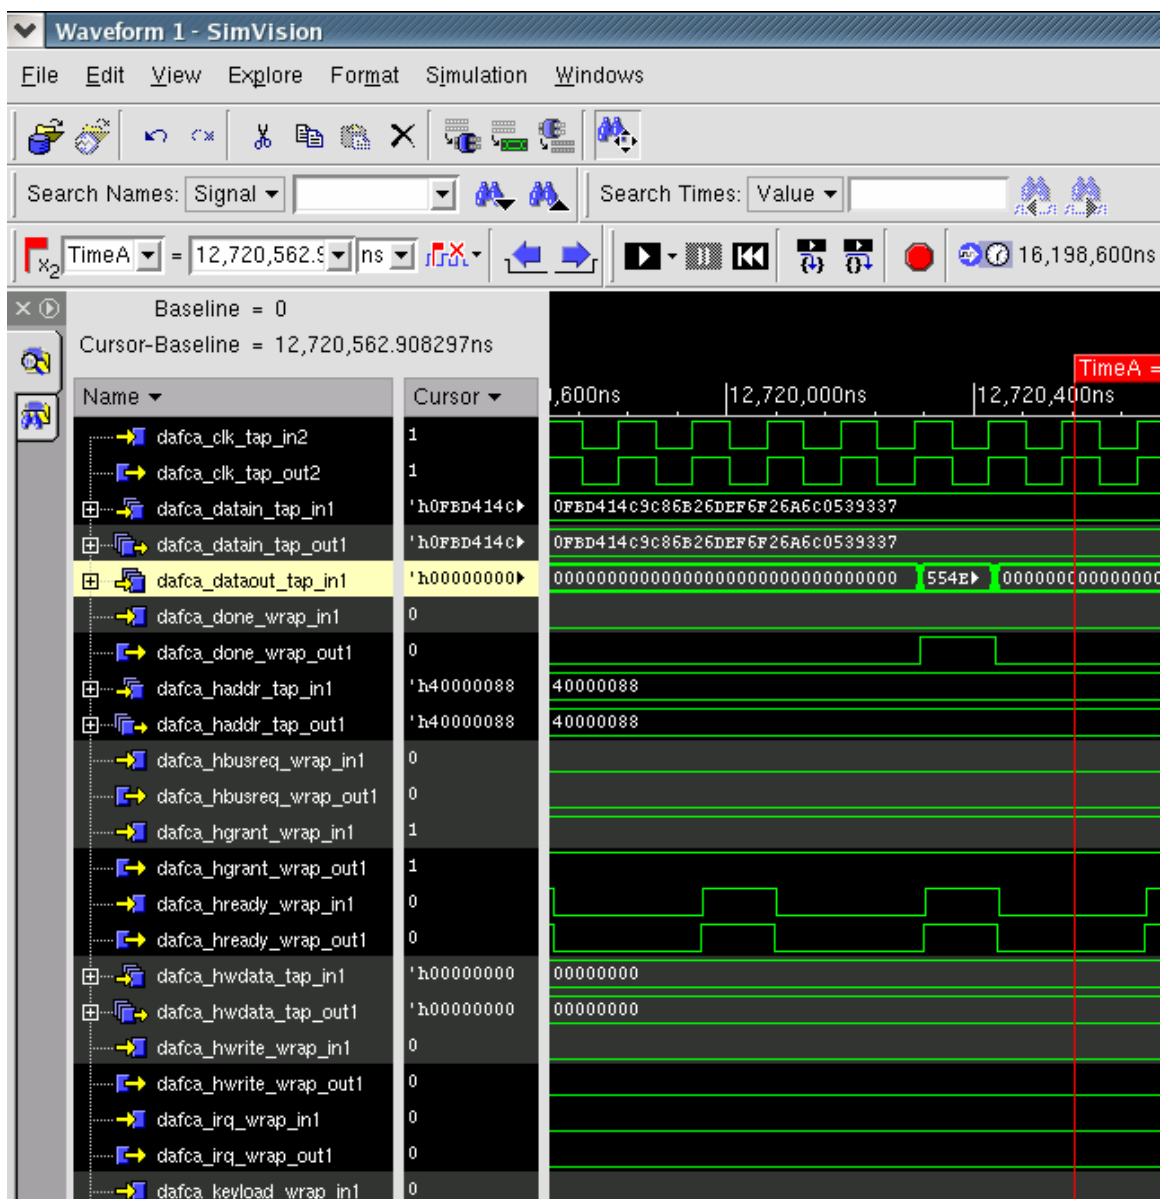 Waveform 1 - SimVision
File Edit View Explore Format Simulation Windows
Search Names: Signal Search Times: Value
x2 TimeA = 12,720,562.9 ns 16,198,600ns
Baseline = 0
Cursor-Baseline = 12,720,562.908297ns
TimeA =
Name Cursor ,600ns 12,720,000ns 12,720,400ns
dafca_clk_tap_in2 1
dafca_clk_tap_out2 1
dafca_datain_tap_in1 'h0FBD414C 0FBD414C9C86B26DEF6F26A6C0539337
dafca_datain_tap_out1 'h0FBD414C 0FBD414C9C86B26DEF6F26A6C0539337
dafca_dataout_tap_in1 'h00000000 00000000000000000000000000000000 554E 000000000000000
dafca_done_wrap_in1 0
dafca_done_wrap_out1 0
dafca_haddr_tap_in1 'h40000088 40000088
dafca_haddr_tap_out1 'h40000088 40000088
dafca_hbusreq_wrap_in1 0
dafca_hbusreq_wrap_out1 0
dafca_hgrant_wrap_in1 1
dafca_hgrant_wrap_out1 1
dafca_hready_wrap_in1 0
dafca_hready_wrap_out1 0
dafca_hwdata_tap_in1 'h00000000 00000000
dafca_hwdata_tap_out1 'h00000000 00000000
dafca_hwrite_wrap_in1 0
dafca_hwrite_wrap_out1 0
dafca_irq_wrap_in1 0
dafca_irq_wrap_out1 0
dafca_keyload_wrap_in1 0